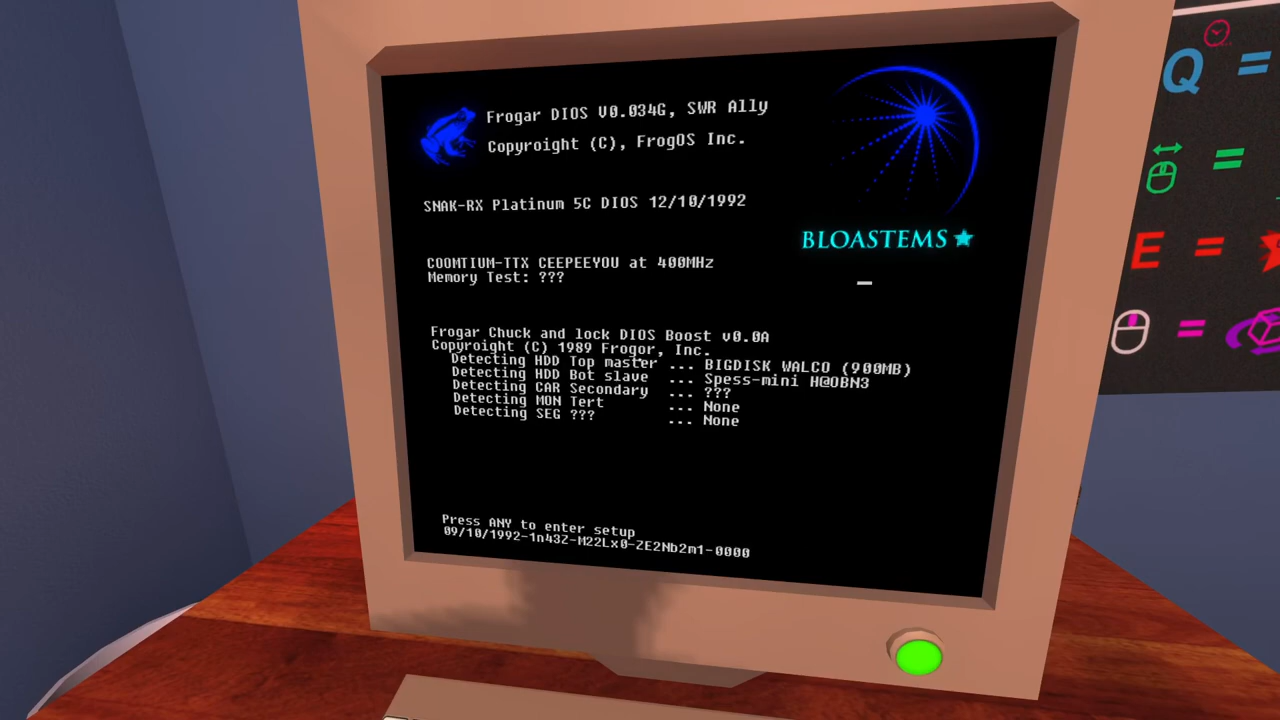 Frogar DIOS V0.034G, SWR Ally
Copyroight (C), FrogOS Inc.
SNAK-RX Platinum 5C DIOS 12/10/1992
BLOASTEMS
COOMTIUM-TTX CEEPEEYOU at 400MHz
Memory Test: ???
Frogar Chuck and lock DIOS Boost v0.0A
Copyroight (C) 1989 Frogor, Inc.
Detecting HDD Top master ... BIGDISK WALCO (900MB)
Detecting HDD Bot slave ... Spess-mini H@OBN3
Detecting CAR Secondary ... ???
Detecting MON Tert ... None
Detecting SEG ??? ... None
Press ANY to enter setup
09/10/1992-1n43Z-M22Lx0-ZE2Nb2m1-0000
Q =
=
E =
=